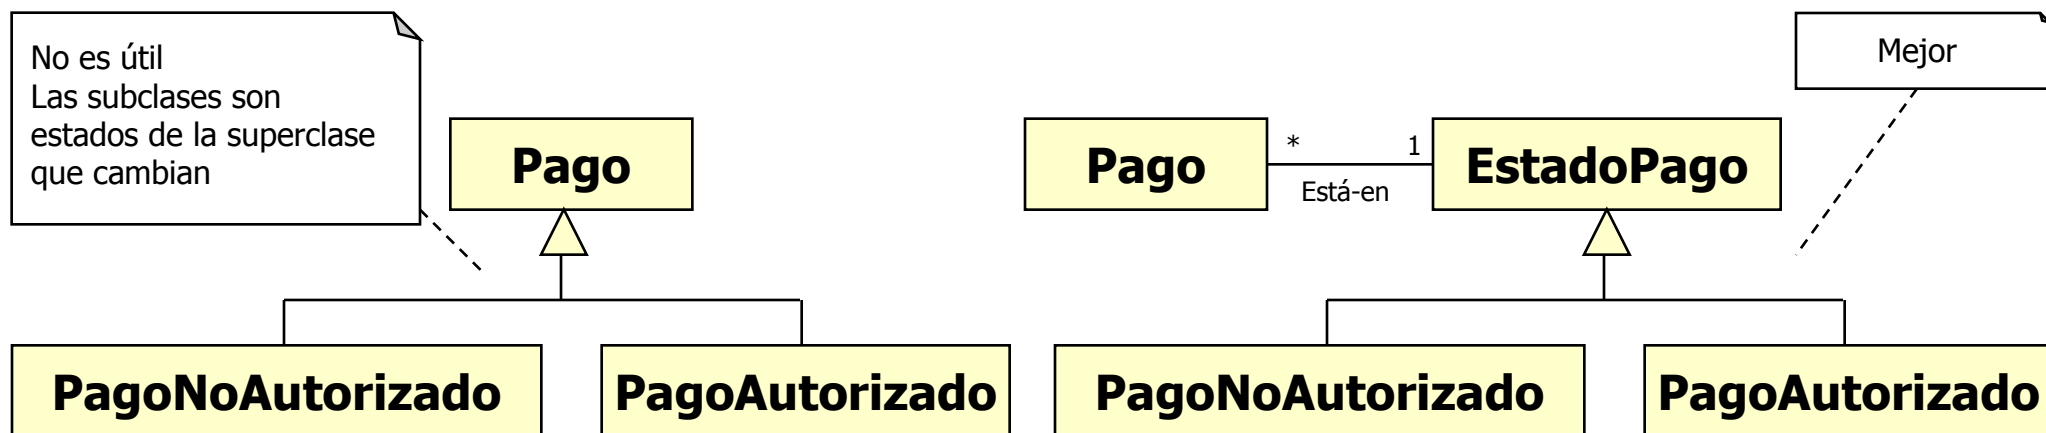 No es útil
Las subclases son
estados de la superclase
que cambian
Pago
PagoNoAutorizado
PagoAutorizado
Mejor
Pago
* 1
Está-en
EstadoPago
PagoNoAutorizado
PagoAutorizado